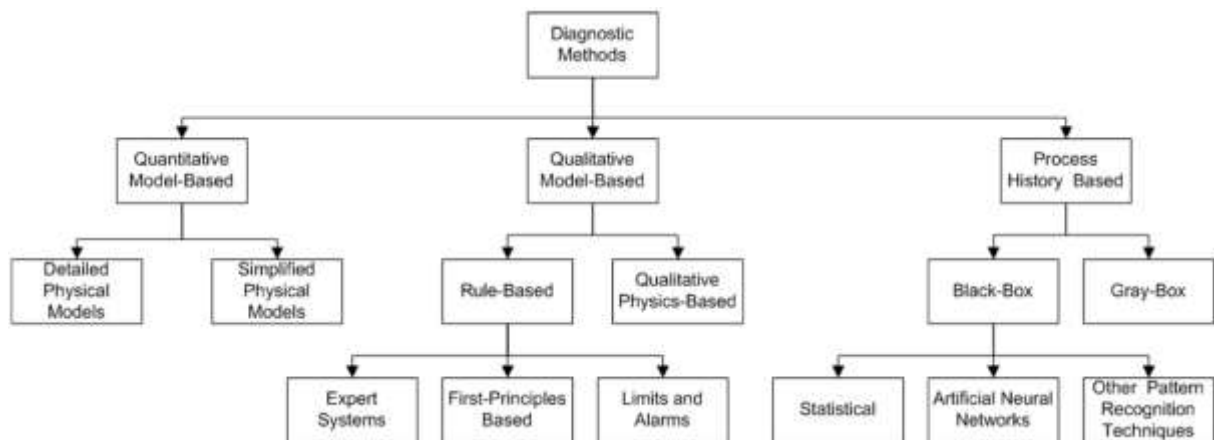 Diagnostic
Methods
Quantitative
Model-Based
Qualitative
Model-Based
Process
History Based
Detailed
Physical
Models
Simplified
Physical
Models
Rule-Based
Qualitative
Physics-Based
Black-Box
Gray-Box
Expert
Systems
First-Principles
Based
Limits and
Alarms
Statistical
Artificial Neural
Networks
Other Pattern
Recognition
Techniques